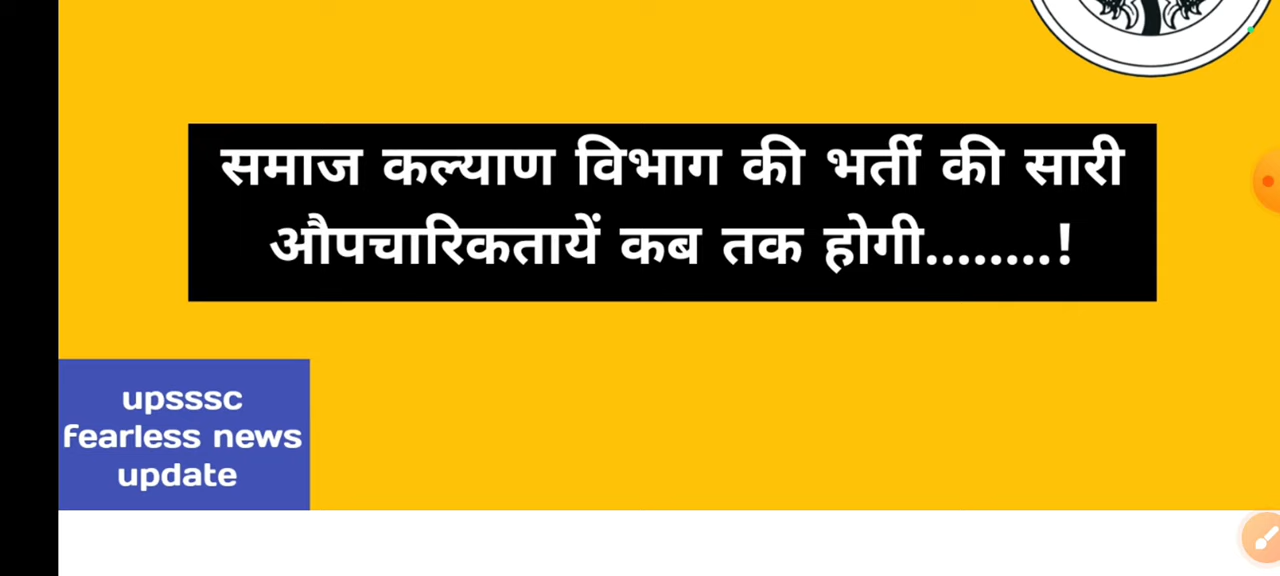 समाज कल्याण विभाग की भर्ती की सारी
औपचारिकतायें कब तक होगी........!
upsssc
fearless news
update